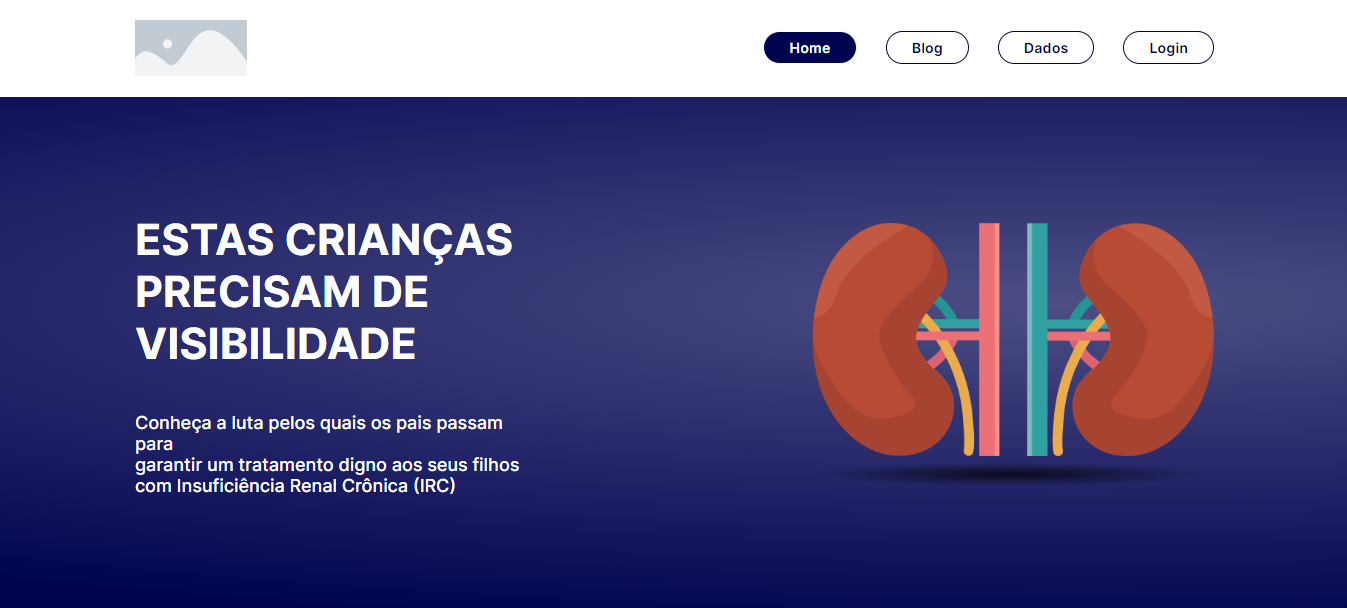 Home Blog Dados Login
ESTAS CRIANÇAS
PRECISAM DE
VISIBILIDADE
Conheça a luta pelos quais os pais passam
para
garantir um tratamento digno aos seus filhos
com Insuficiência Renal Crônica (IRC)